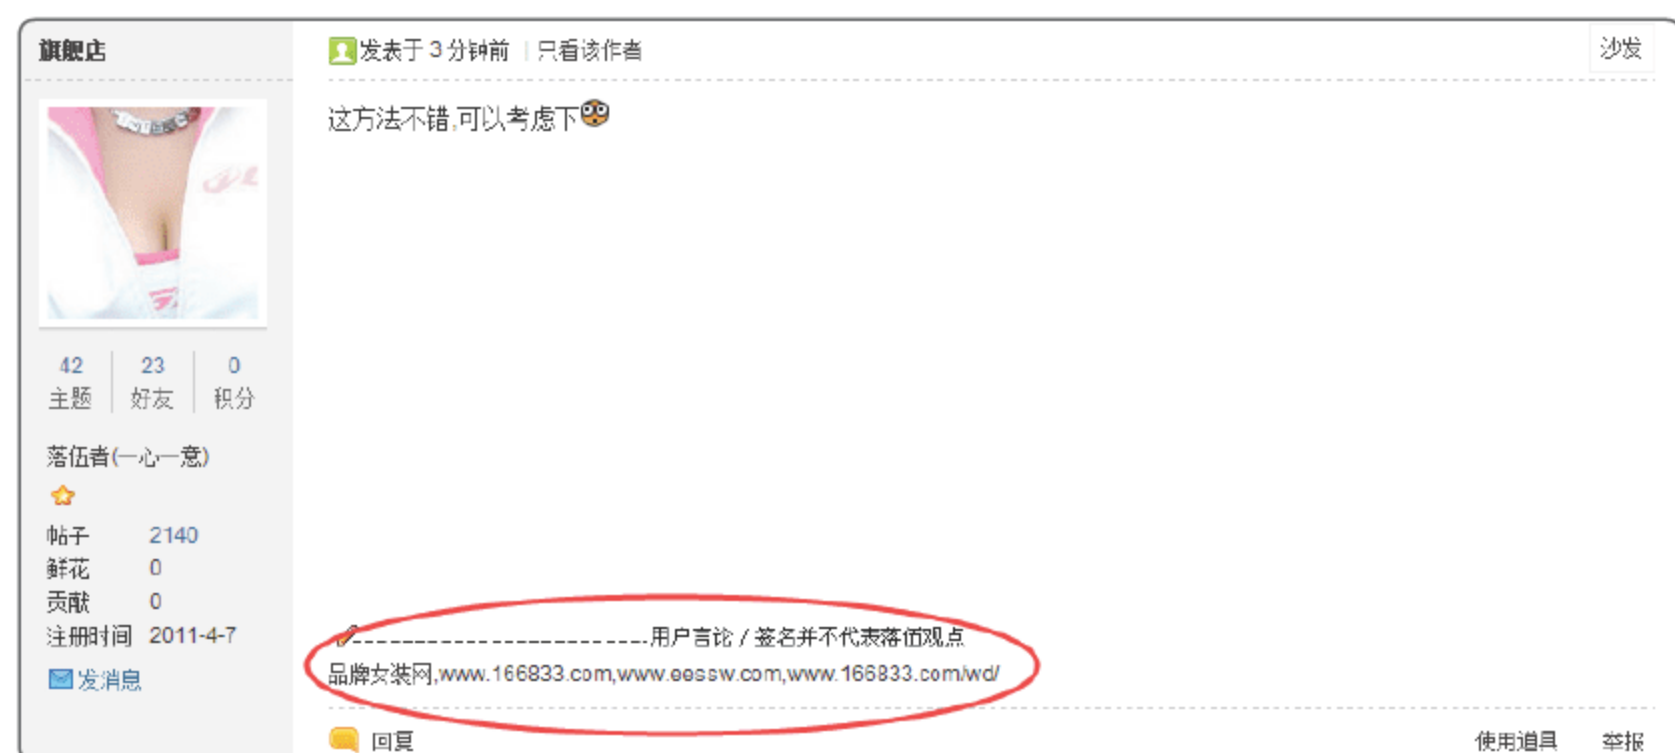 旗舰店
发表于 3 分钟前 | 只看该作者
沙发
这方法不错,可以考虑下
42 23 0
主题 好友 积分
落伍者(一心一意)
帖子 2140
鲜花 0
贡献 0
注册时间 2011-4-7
发消息
--------------------------用户言论 / 签名并不代表落伍观点
品牌女装网,www.166833.com,www.eessw.com,www.166833.com/wd/
回复
使用道具 举报